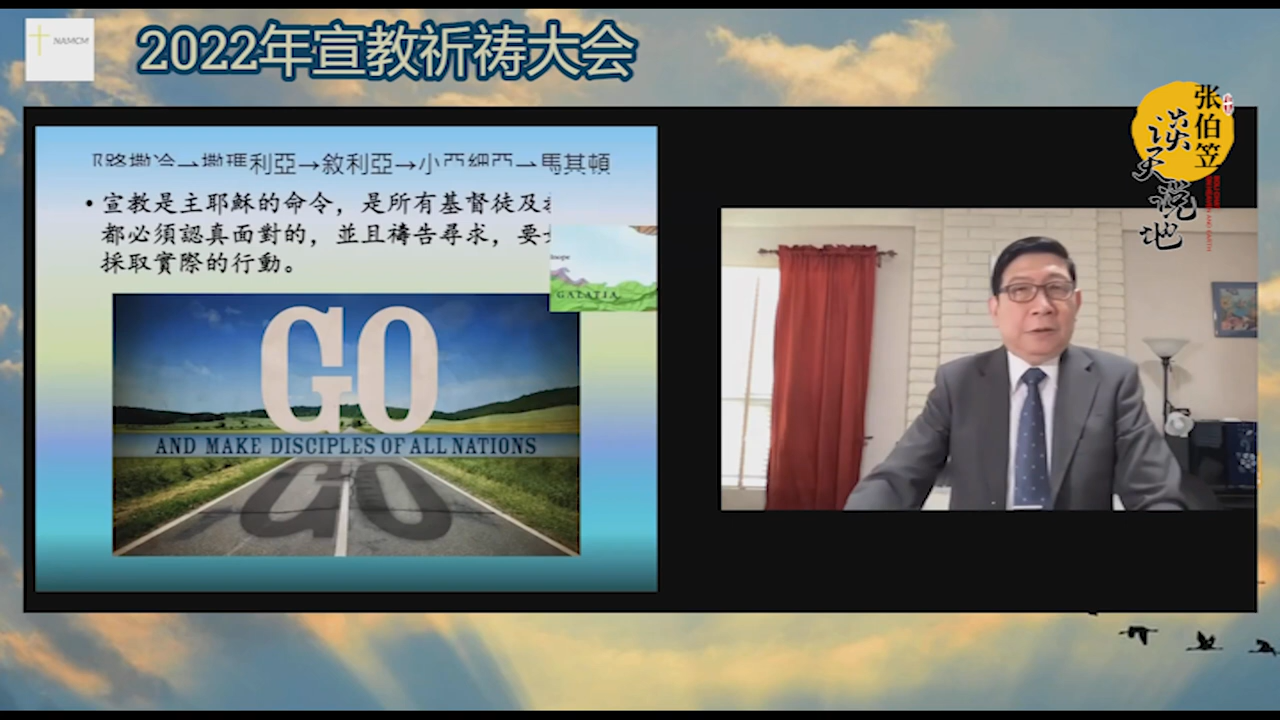 NAMCM
2022年宣教祈祷大会
张伯笠
谈天说地
路撒冷→撒瑪利亞→敘利亞→小亞細亞→馬其頓
• 宣教是主耶穌的命令，是所有基督徒及
都必須認真面對的，並且禱告尋求，要
採取實際的行動。
GALATIA
GO
AND MAKE DISCIPLES OF ALL NATIONS